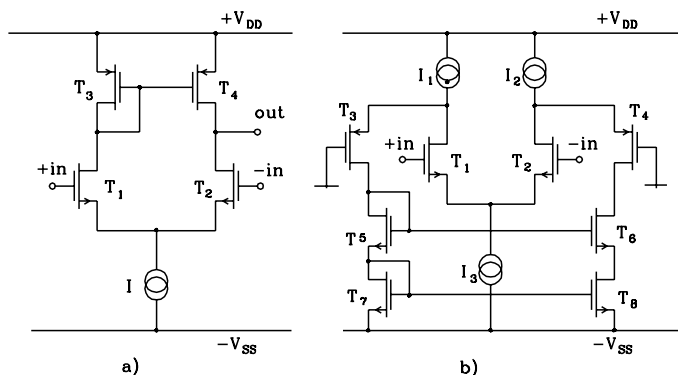 +V_DD
+V_DD
I_1
I_2
T_3
T_4
T_3
T_4
out
+in
-in
+in
-in
T_1
T_2
T_1
T_2
T_5
T_6
I
I_3
T_7
T_8
-V_SS
-V_SS
a)
b)